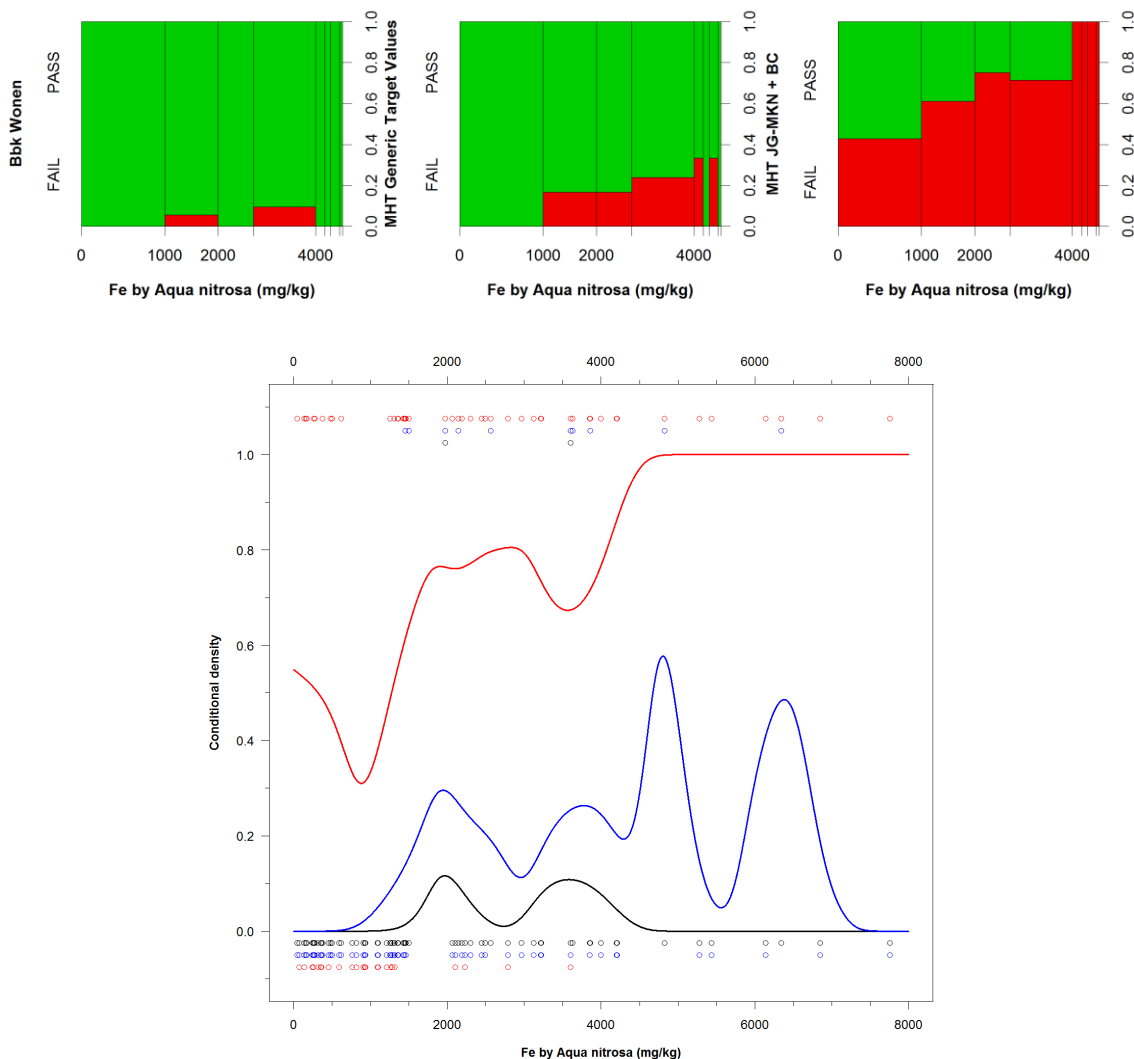 Bbk Wonen
FAIL PASS
0.0 0.2 0.4 0.6 0.8 1.0
0 1000 2000 4000
Fe by Aqua nitrosa (mg/kg)
MHT Generic Target Values
FAIL PASS
0.0 0.2 0.4 0.6 0.8 1.0
0 1000 2000 4000
Fe by Aqua nitrosa (mg/kg)
MHT JG-MKN + BC
FAIL PASS
0.0 0.2 0.4 0.6 0.8 1.0
0 1000 2000 4000
Fe by Aqua nitrosa (mg/kg)
0 2000 4000 6000 8000
1.0
0.8
0.6
0.4
0.2
0.0
Conditional density
0 2000 4000 6000 8000
Fe by Aqua nitrosa (mg/kg)